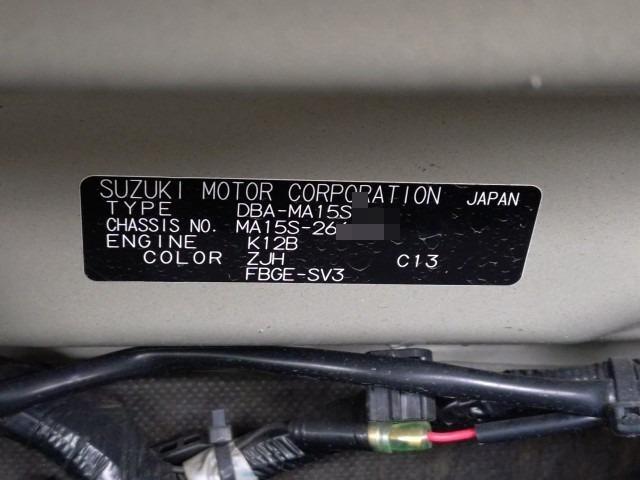 SUZUKI MOTOR CORPORATION JAPAN
TYPE DBA-MA15S
CHASSIS NO. MA15S-26
ENGINE K12B
COLOR ZJH C13
FBGE-SV3